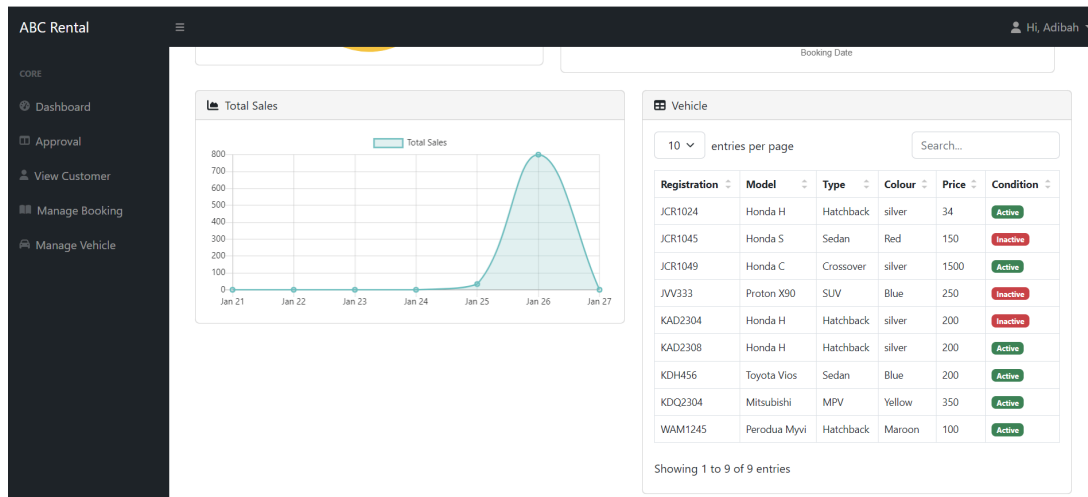 ABC Rental
Hi, Adibah
CORE
Dashboard
Approval
View Customer
Manage Booking
Manage Vehicle
Booking Date
Total Sales
Total Sales
800
700
600
500
400
300
200
100
0
Jan 21 Jan 22 Jan 23 Jan 24 Jan 25 Jan 26 Jan 27
Vehicle
10 entries per page Search...
Registration Model Type Colour Price Condition
JCR1024 Honda H Hatchback silver 34 Active
JCR1045 Honda S Sedan Red 150 Inactive
JCR1049 Honda C Crossover silver 1500 Active
JVV333 Proton X90 SUV Blue 250 Inactive
KAD2304 Honda H Hatchback silver 200 Inactive
KAD2308 Honda H Hatchback silver 200 Active
KDH456 Toyota Vios Sedan Blue 200 Active
KDQ2304 Mitsubishi MPV Yellow 350 Active
WAM1245 Perodua Myvi Hatchback Maroon 100 Active
Showing 1 to 9 of 9 entries